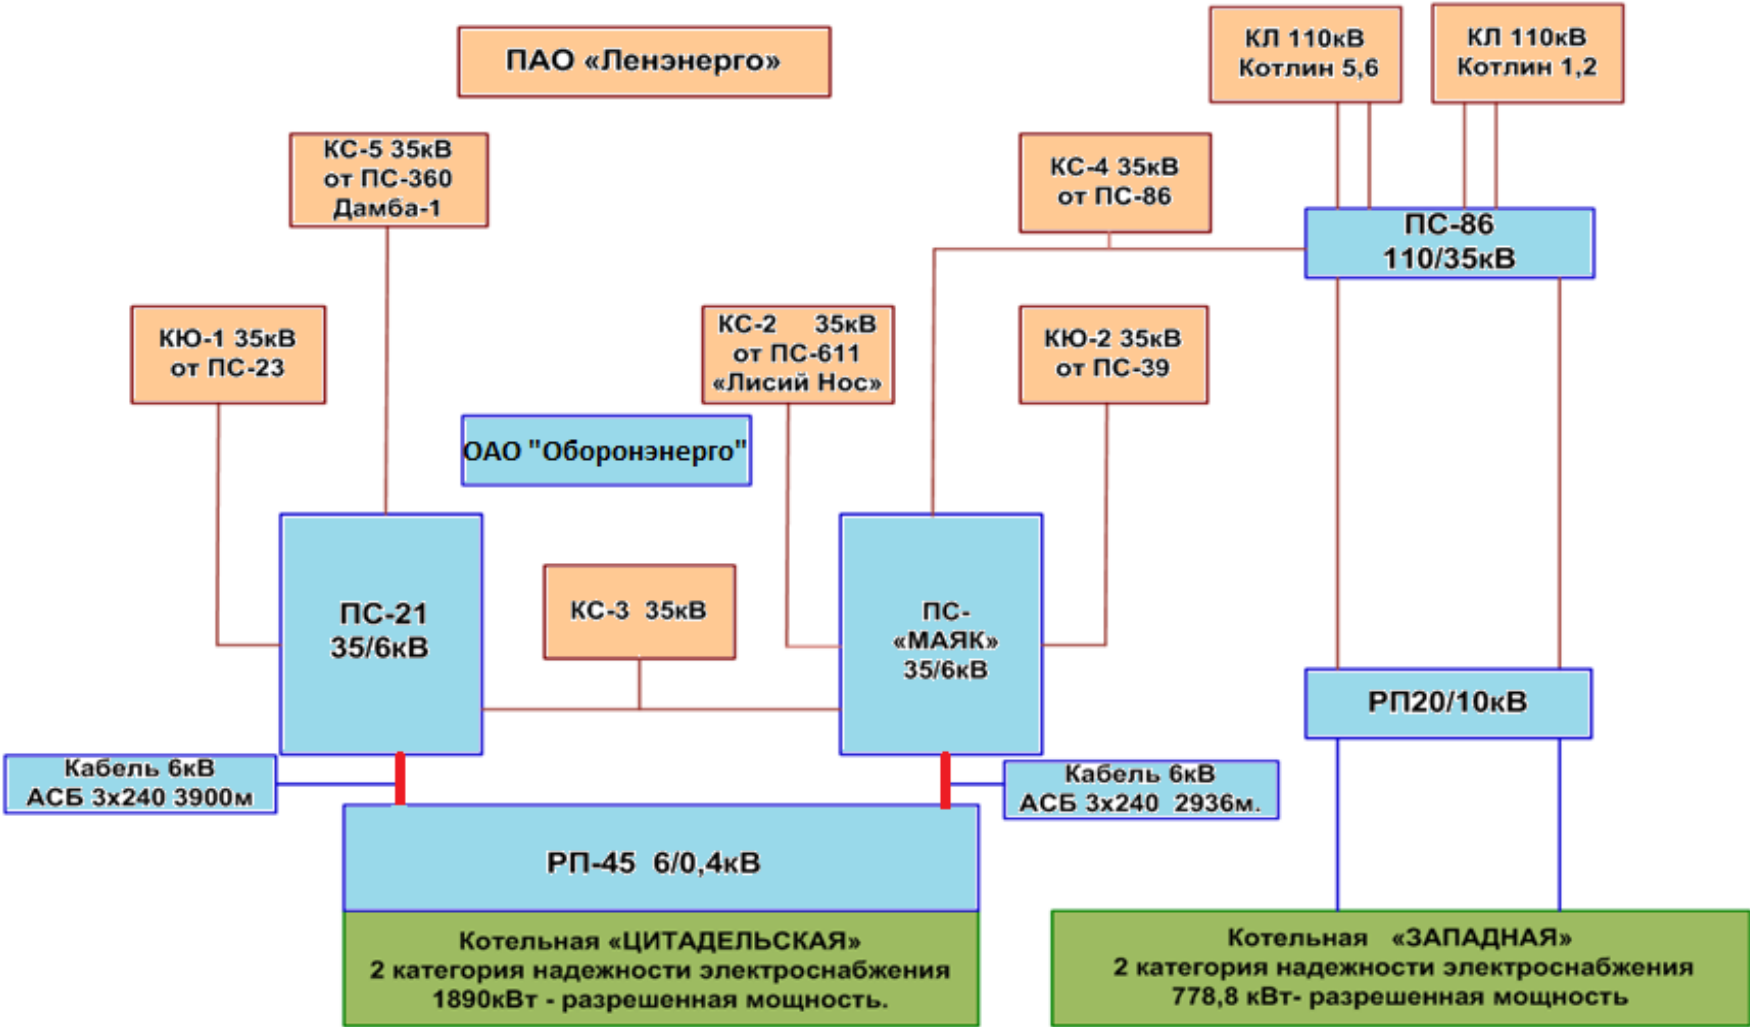 ПАО «Ленэнерго»
КЛ 110кВ
Котлин 5,6
КЛ 110кВ
Котлин 1,2
КС-5 35кВ
от ПС-360
Дамба-1
КС-4 35кВ
от ПС-86
ПС-86
110/35кВ
КЮ-1 35кВ
от ПС-23
КС-2 35кВ
от ПС-611
«Лисий Нос»
КЮ-2 35кВ
от ПС-39
ОАО "Оборонэнерго"
ПС-21
35/6кВ
КС-3 35кВ
ПС-
«МАЯК»
35/6кВ
РП20/10кВ
Кабель 6кВ
АСБ 3х240 3900м
Кабель 6кВ
АСБ 3х240 2936м.
РП-45 6/0,4кВ
Котельная «ЦИТАДЕЛЬСКАЯ»
2 категория надежности электроснабжения
1890кВт - разрешенная мощность.
Котельная «ЗАПАДНАЯ»
2 категория надежности электроснабжения
778,8 кВт- разрешенная мощность